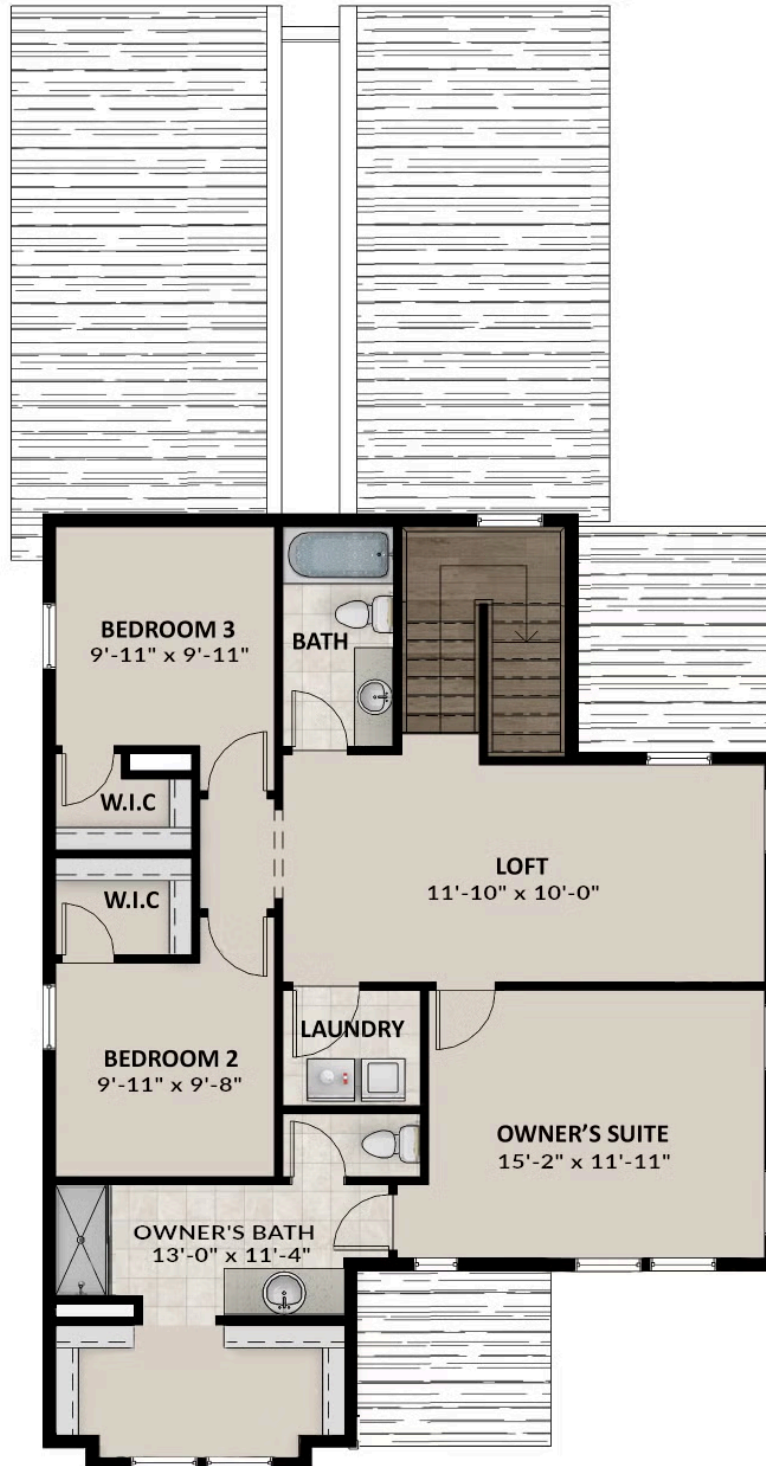 BEDROOM 3
9'-11" x 9'-11"
BATH
W.I.C
W.I.C
LOFT
11'-10" x 10'-0"
BEDROOM 2
9'-11" x 9'-8"
LAUNDRY
OWNER'S SUITE
15'-2" x 11'-11"
OWNER'S BATH
13'-0" x 11'-4"